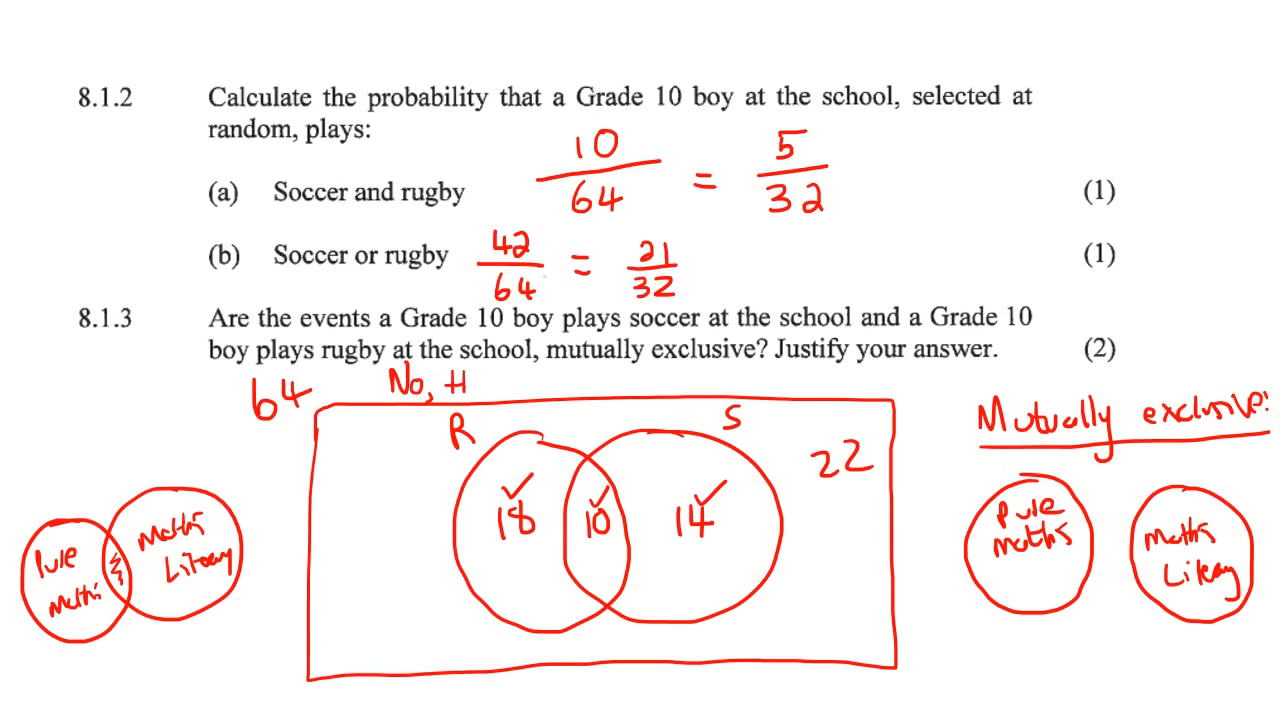 8.1.2 Calculate the probability that a Grade 10 boy at the school, selected at
random, plays:
(a) Soccer and rugby 10/64 = 5/32 (1)
(b) Soccer or rugby 42/64 = 21/32 (1)
8.1.3 Are the events a Grade 10 boy plays soccer at the school and a Grade 10
boy plays rugby at the school, mutually exclusive? Justify your answer. (2)
64 No, H
Mutually exclusive:
R S
22
18 10 14
Pure
maths
Maths
Pure
maths
Maths